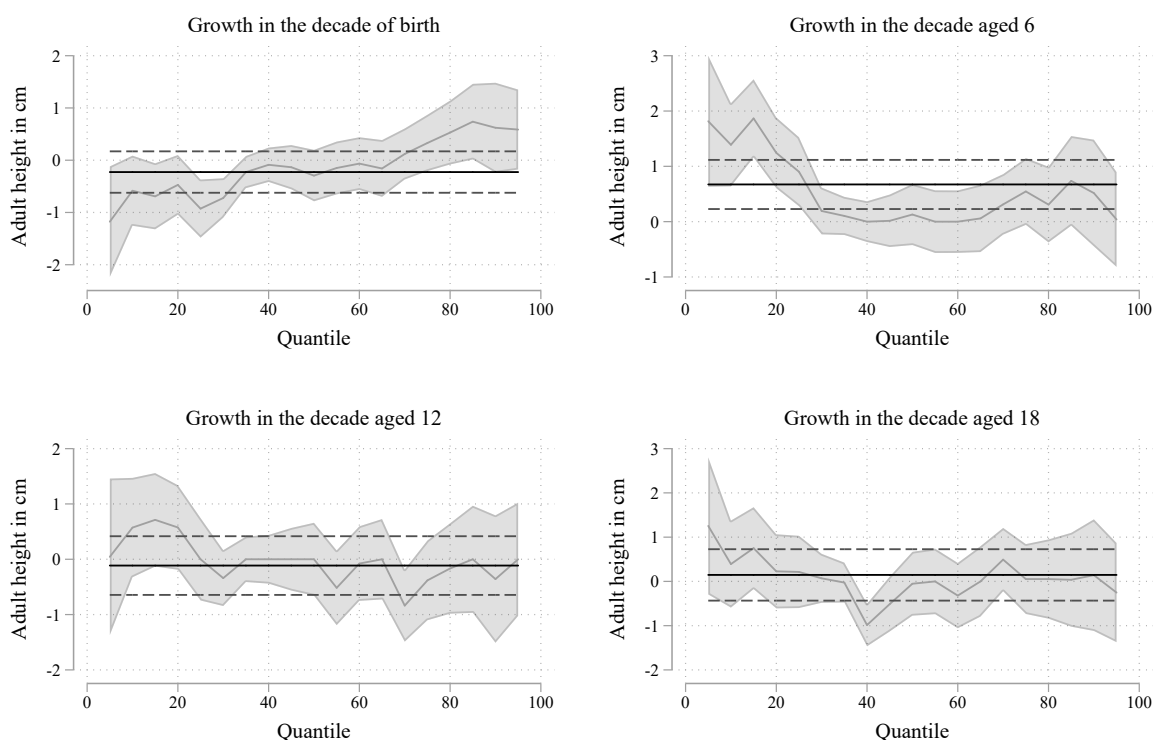 Growth in the decade of birth
Adult height in cm
2
1
0
-1
-2
0 20 40 60 80 100
Quantile
Growth in the decade aged 6
Adult height in cm
3
2
1
0
-1
0 20 40 60 80 100
Quantile
Growth in the decade aged 12
Adult height in cm
2
1
0
-1
-2
0 20 40 60 80 100
Quantile
Growth in the decade aged 18
Adult height in cm
3
2
1
0
-1
-2
0 20 40 60 80 100
Quantile